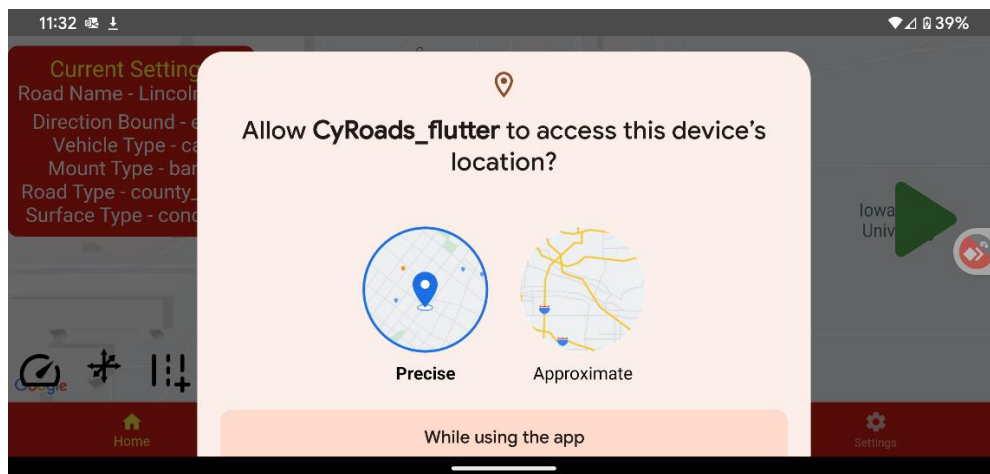 11:32
39%
Current Setting
Road Name - Lincoln
Direction Bound - e
Vehicle Type - ca
Mount Type - bar
Road Type - county_
Surface Type - conc
Allow CyRoads_flutter to access this device's
location?
Precise
Approximate
While using the app
Iowa
Univ
Google
Home
Settings